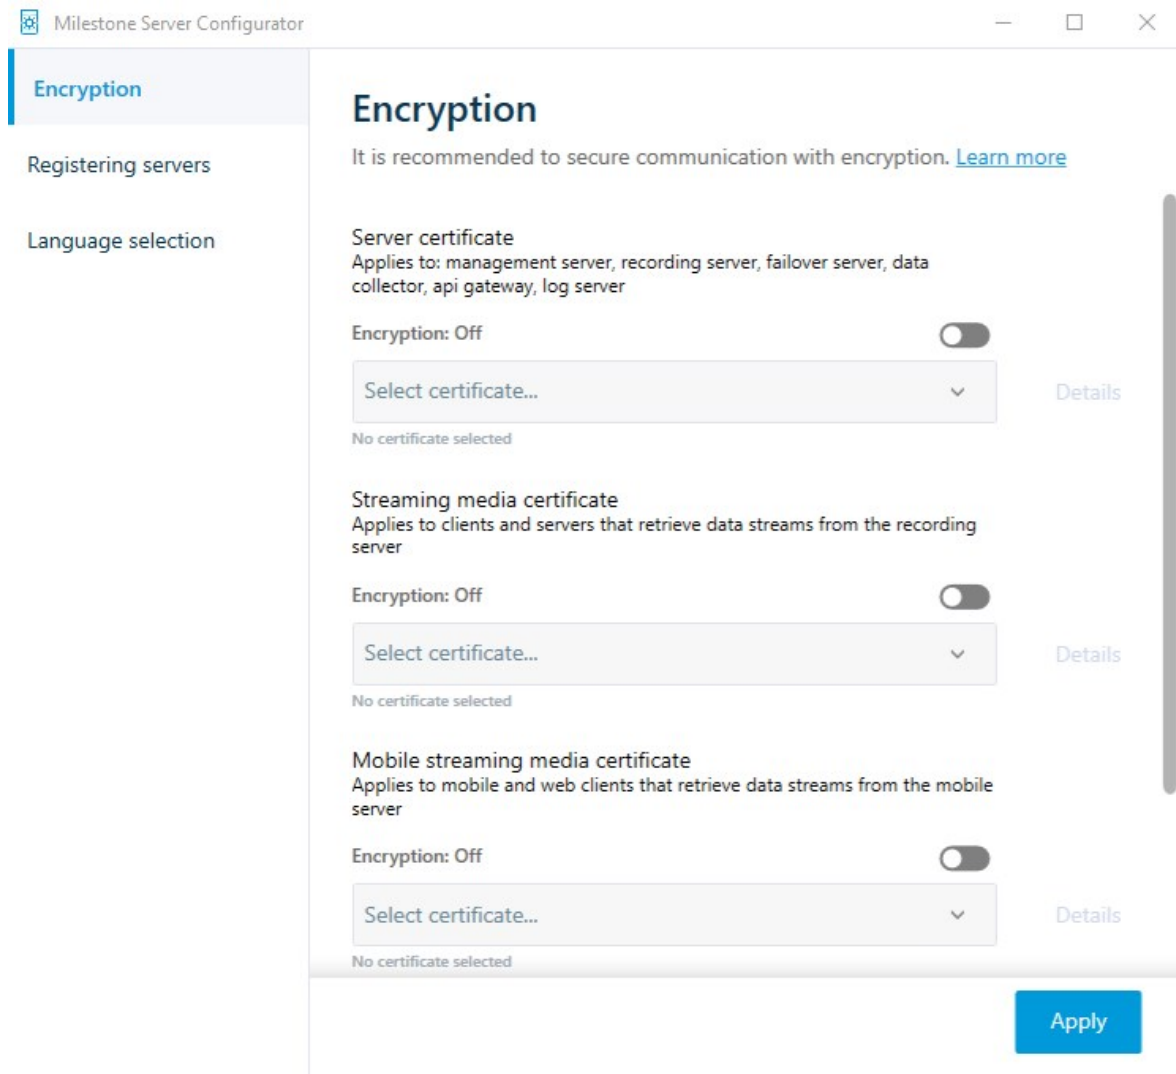 Milestone Server Configurator
Encryption
Registering servers
Language selection
Encryption
It is recommended to secure communication with encryption. Learn more
Server certificate
Applies to: management server, recording server, failover server, data
collector, api gateway, log server
Encryption: Off
Select certificate...
Details
No certificate selected
Streaming media certificate
Applies to clients and servers that retrieve data streams from the recording
server
Encryption: Off
Select certificate...
Details
No certificate selected
Mobile streaming media certificate
Applies to mobile and web clients that retrieve data streams from the mobile
server
Encryption: Off
Select certificate...
Details
No certificate selected
Apply